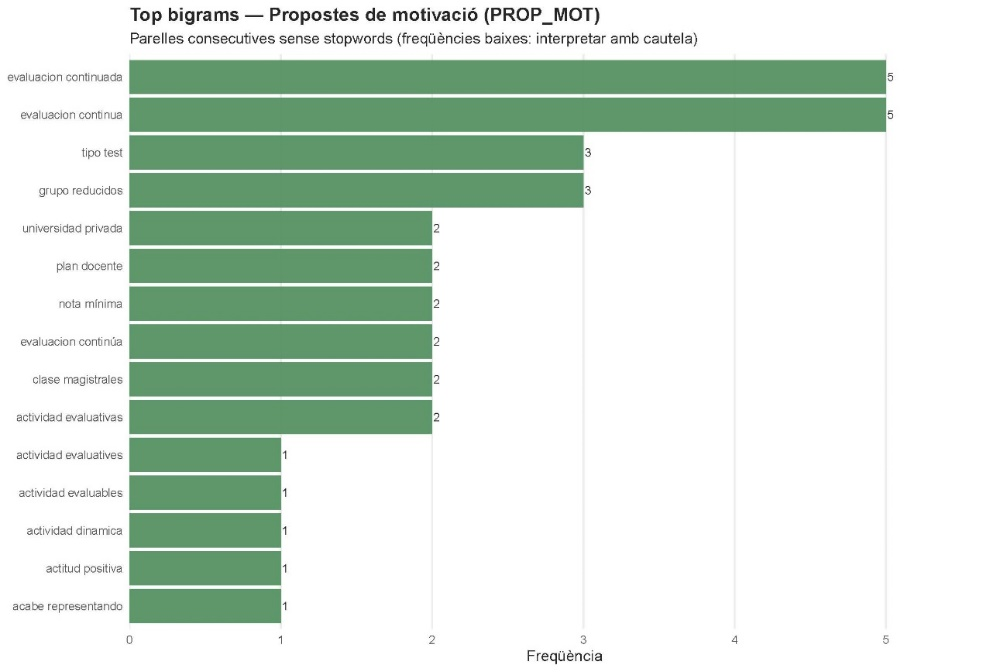 Top bigrams — Propostes de motivació (PROP_MOT)
Parelles consecutives sense stopwords (freqüències baixes: interpretar amb cautela)
evaluacion continuada 5
evaluacion continua 5
tipo test 3
grupo reducidos 3
universidad privada 2
plan docente 2
nota mínima 2
evaluacion continúa 2
clase magistrales 2
actividad evaluativas 2
actividad evaluatives 1
actividad evaluables 1
actividad dinamica 1
actitud positiva 1
acabe representando 1
0 1 2 3 4 5
Freqüència